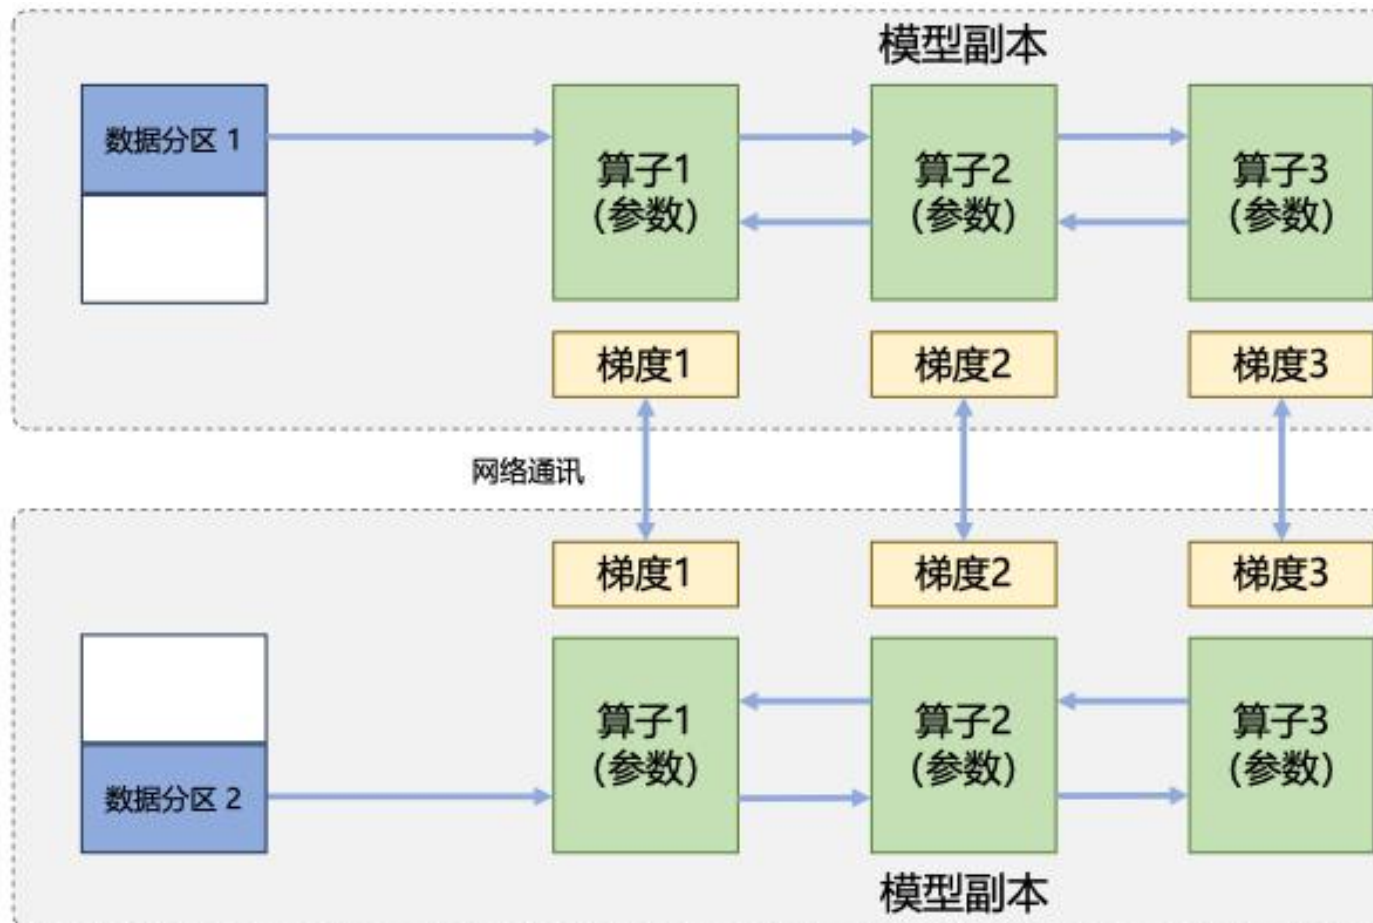 模型副本
数据分区 1
算子1
(参数)
算子2
(参数)
算子3
(参数)
梯度1
梯度2
梯度3
网络通讯
梯度1
梯度2
梯度3
算子1
(参数)
算子2
(参数)
算子3
(参数)
数据分区 2
模型副本